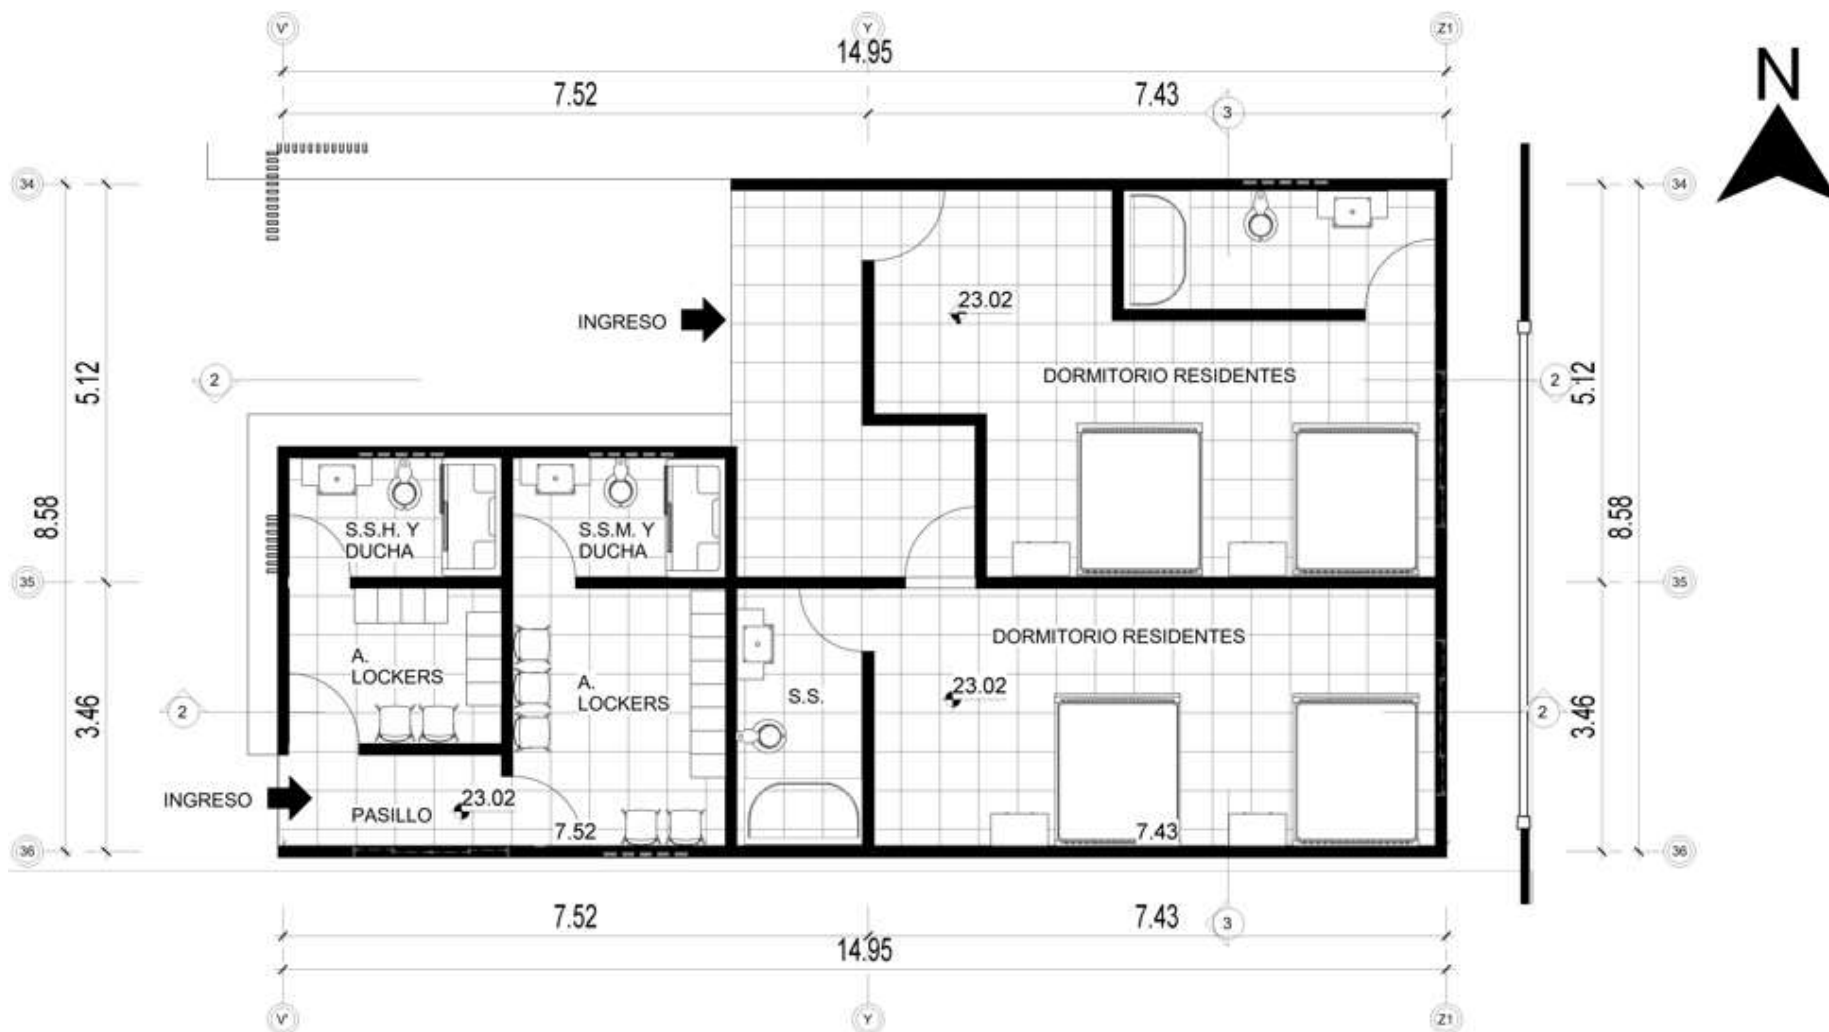 V' Y Z1
14.95
7.52 7.43
N
3
34 34
INGRESO
23.02
2 5.12 DORMITORIO RESIDENTES 2 5.12
8.58 8.58
S.S.H. Y
DUCHA
S.S.M. Y
DUCHA
35 35
DORMITORIO RESIDENTES
A.
LOCKERS
A.
LOCKERS
S.S.
23.02
2 3.46 2 3.46
INGRESO
PASILLO
23.02
7.52 7.43
36 36
7.52 7.43
3
14.95
V' Y Z1